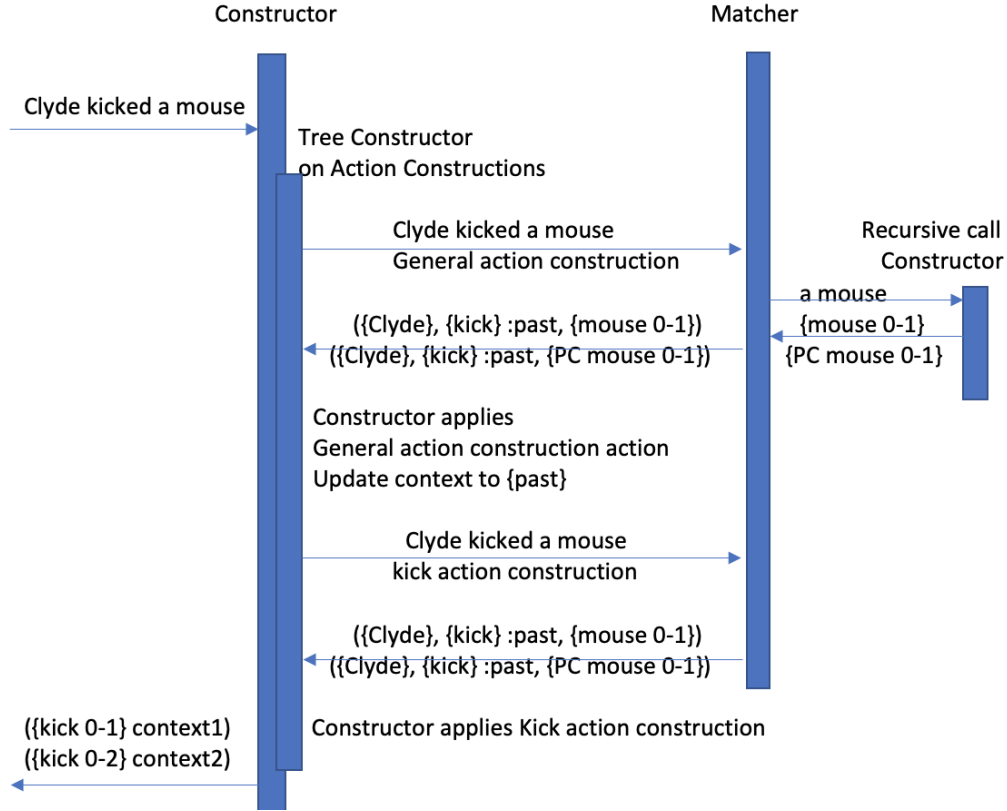 Constructor
Matcher
Clyde kicked a mouse
Tree Constructor
on Action Constructions
Clyde kicked a mouse
General action construction
Recursive call
Constructor
a mouse
({Clyde}, {kick} :past, {mouse 0-1})
({Clyde}, {kick} :past, {PC mouse 0-1})
{mouse 0-1}
{PC mouse 0-1}
Constructor applies
General action construction action
Update context to {past}
Clyde kicked a mouse
kick action construction
({Clyde}, {kick} :past, {mouse 0-1})
({Clyde}, {kick} :past, {PC mouse 0-1})
({kick 0-1} context1)
({kick 0-2} context2)
Constructor applies Kick action construction